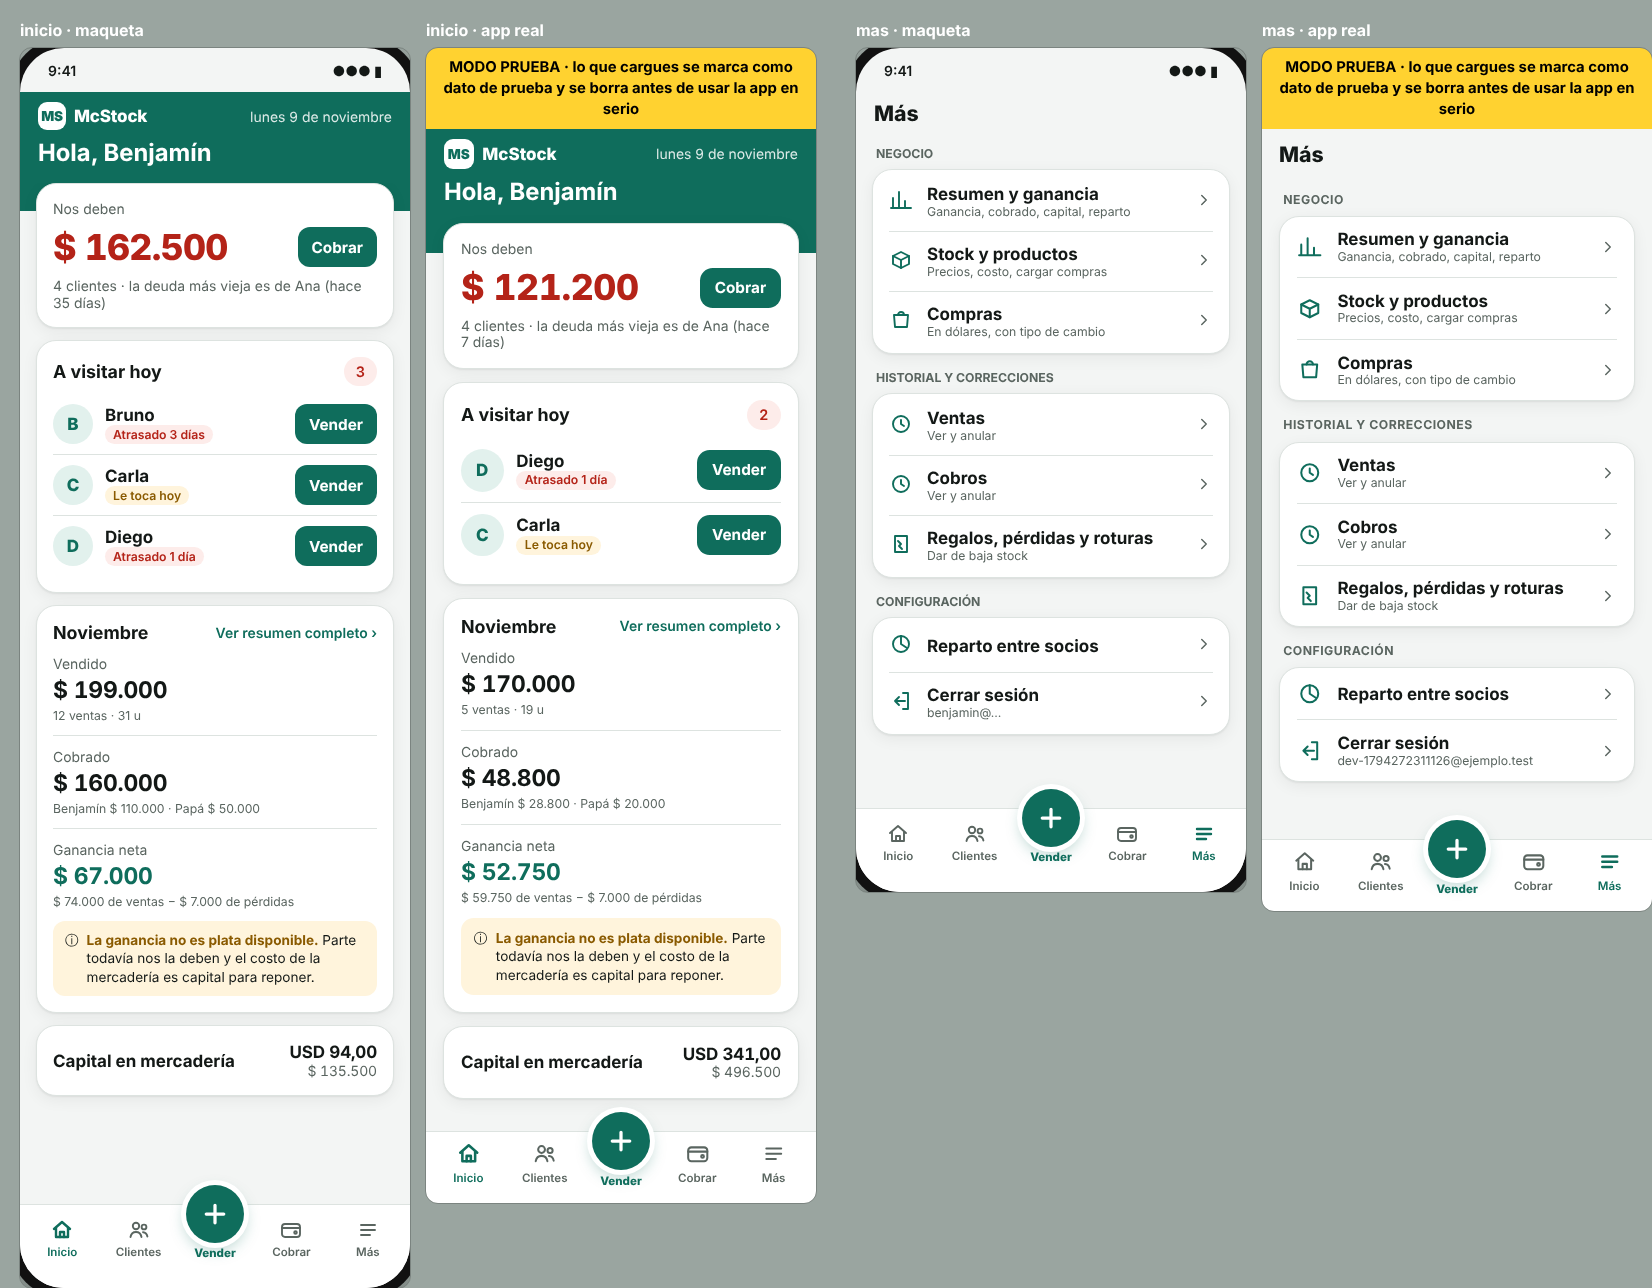 inicio · maqueta
9:41
MS McStock
lunes 9 de noviembre
Hola, Benjamín
Nos deben
$ 162.500
Cobrar
4 clientes · la deuda más vieja es de Ana (hace
35 días)
A visitar hoy
3
B
Bruno
Atrasado 3 días
Vender
C
Carla
Le toca hoy
Vender
D
Diego
Atrasado 1 día
Vender
Noviembre
Ver resumen completo ›
Vendido
$ 199.000
12 ventas · 31 u
Cobrado
$ 160.000
Benjamín $ 110.000 · Papá $ 50.000
Ganancia neta
$ 67.000
$ 74.000 de ventas − $ 7.000 de pérdidas
La ganancia no es plata disponible. Parte
todavía nos la deben y el costo de la
mercadería es capital para reponer.
Capital en mercadería
USD 94,00
$ 135.500
Inicio
Clientes
Vender
Cobrar
Más
inicio · app real
MODO PRUEBA · lo que cargues se marca como
dato de prueba y se borra antes de usar la app en
serio
MS McStock
lunes 9 de noviembre
Hola, Benjamín
Nos deben
$ 121.200
Cobrar
4 clientes · la deuda más vieja es de Ana (hace
7 días)
A visitar hoy
2
D
Diego
Atrasado 1 día
Vender
C
Carla
Le toca hoy
Vender
Noviembre
Ver resumen completo ›
Vendido
$ 170.000
5 ventas · 19 u
Cobrado
$ 48.800
Benjamín $ 28.800 · Papá $ 20.000
Ganancia neta
$ 52.750
$ 59.750 de ventas − $ 7.000 de pérdidas
La ganancia no es plata disponible. Parte
todavía nos la deben y el costo de la
mercadería es capital para reponer.
Capital en mercadería
USD 341,00
$ 496.500
Inicio
Clientes
Vender
Cobrar
Más
mas · maqueta
9:41
Más
NEGOCIO
Resumen y ganancia
Ganancia, cobrado, capital, reparto
Stock y productos
Precios, costo, cargar compras
Compras
En dólares, con tipo de cambio
HISTORIAL Y CORRECCIONES
Ventas
Ver y anular
Cobros
Ver y anular
Regalos, pérdidas y roturas
Dar de baja stock
CONFIGURACIÓN
Reparto entre socios
Cerrar sesión
benjamin@...
Inicio
Clientes
Vender
Cobrar
Más
mas · app real
MODO PRUEBA · lo que cargues se marca como
dato de prueba y se borra antes de usar la app en
serio
Más
NEGOCIO
Resumen y ganancia
Ganancia, cobrado, capital, reparto
Stock y productos
Precios, costo, cargar compras
Compras
En dólares, con tipo de cambio
HISTORIAL Y CORRECCIONES
Ventas
Ver y anular
Cobros
Ver y anular
Regalos, pérdidas y roturas
Dar de baja stock
CONFIGURACIÓN
Reparto entre socios
Cerrar sesión
dev-1794272311126@ejemplo.test
Inicio
Clientes
Vender
Cobrar
Más